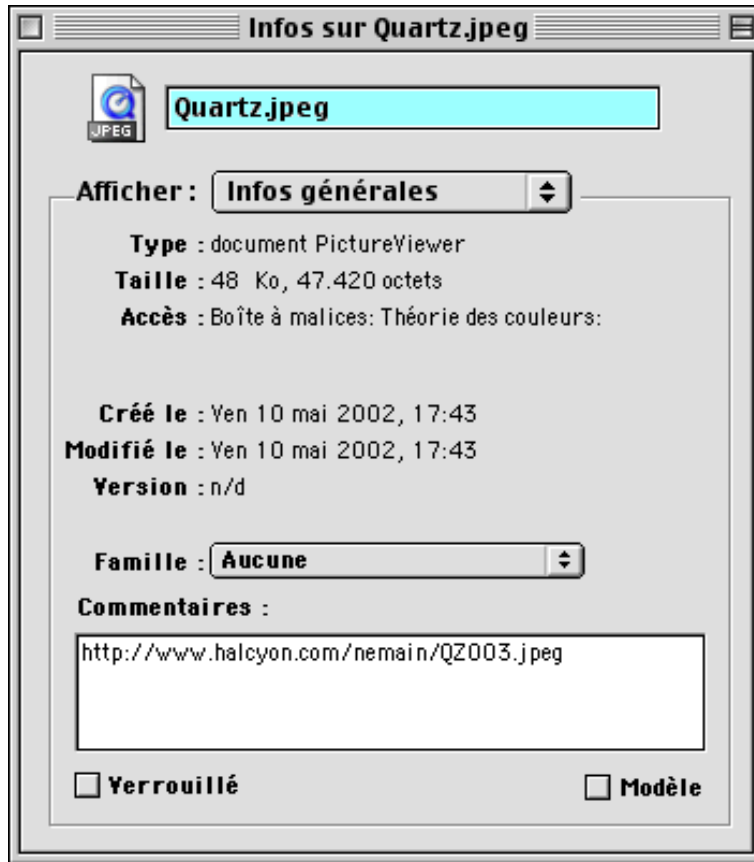 Infos sur Quartz.jpeg
JPEG
Quartz.jpeg
Afficher : Infos générales
Type : document PictureViewer
Taille : 48 Ko, 47.420 octets
Accès : Boîte à malices: Théorie des couleurs:
Créé le : Ven 10 mai 2002, 17:43
Modifié le : Ven 10 mai 2002, 17:43
Version : n/d
Famille : Aucune
Commentaires :
http://www.halcyon.com/nemain/QZ003.jpeg
Verrouillé
Modèle